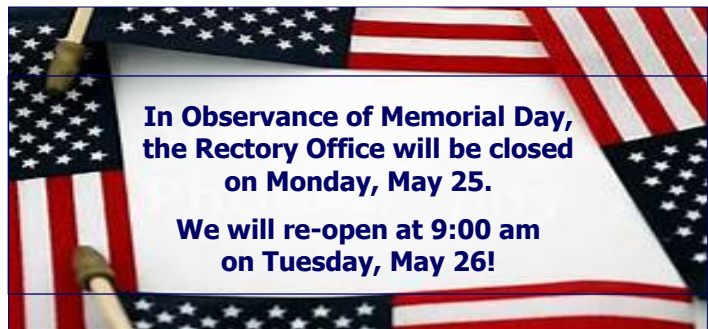 In Observance of Memorial Day,
the Rectory Office will be closed
on Monday, May 25.
We will re-open at 9:00 am
on Tuesday, May 26!